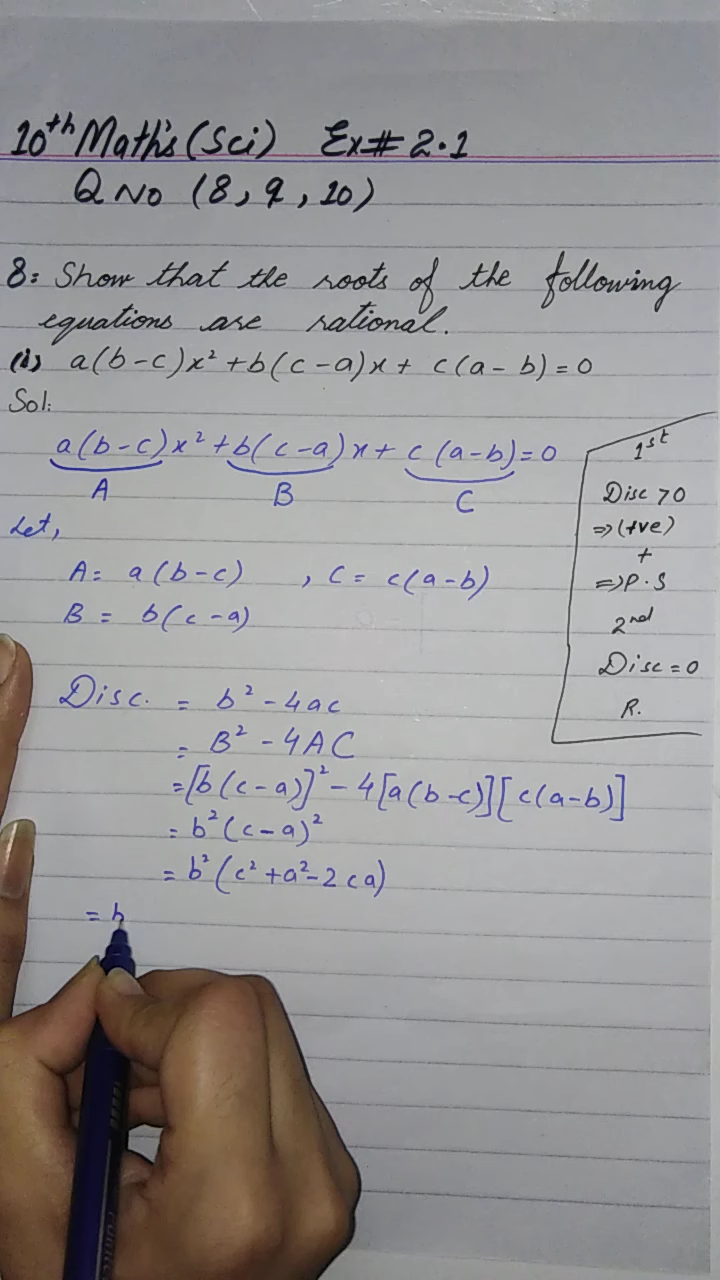 10th Math's (Sci) Ex# 2.1
Q No (8, 9, 10)
8: Show that the roots of the following
equations are rational.
(i) a(b-c)x² + b(c-a)x + c(a-b) = 0
Sol:
a(b-c)x² + b(c-a)x + c(a-b) = 0
A B C
Let,
A = a(b-c) , C = c(a-b)
B = b(c-a)
Disc. = b² - 4ac
= B² - 4AC
= [b(c-a)]² - 4[a(b-c)][c(a-b)]
= b²(c-a)²
= b²(c²+a²-2ca)
= b
1st
Disc >0
⇒ (+ve)
+
⇒ P.S
2nd
Disc = 0
R.